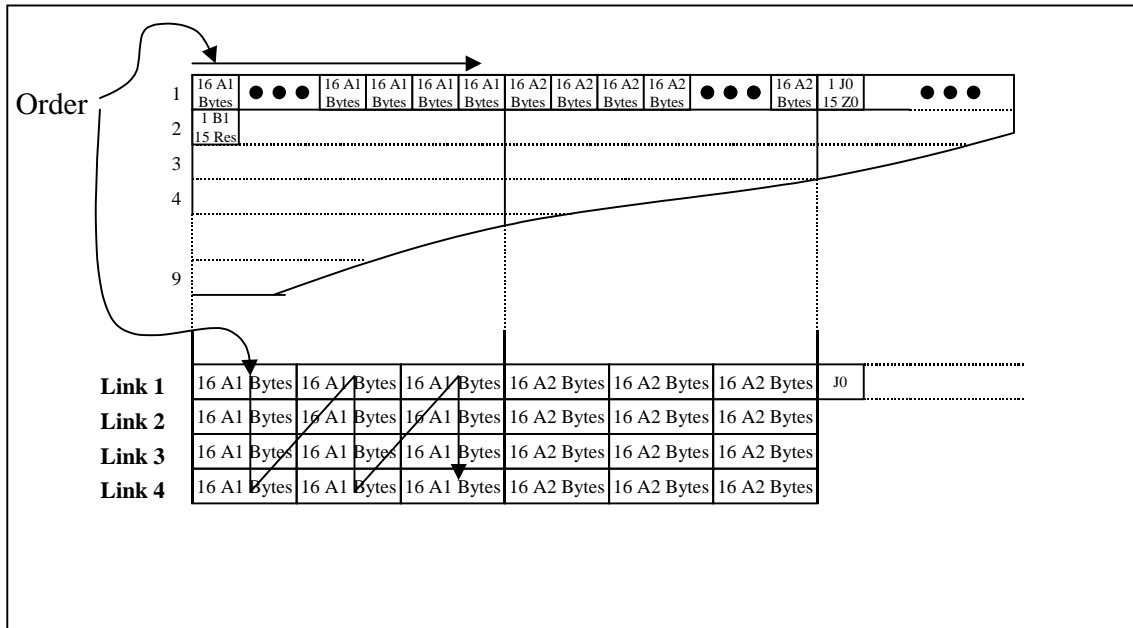 Order
1
16 A1 Bytes
16 A1 Bytes
16 A1 Bytes
16 A1 Bytes
16 A1 Bytes
16 A2 Bytes
16 A2 Bytes
16 A2 Bytes
16 A2 Bytes
16 A2 Bytes
1 J0
15 Z0
2
1 B1
15 Res
3
4
9
Link 1 16 A1 Bytes 16 A1 Bytes 16 A1 Bytes 16 A2 Bytes 16 A2 Bytes 16 A2 Bytes J0
Link 2 16 A1 Bytes 16 A1 Bytes 16 A1 Bytes 16 A2 Bytes 16 A2 Bytes 16 A2 Bytes
Link 3 16 A1 Bytes 16 A1 Bytes 16 A1 Bytes 16 A2 Bytes 16 A2 Bytes 16 A2 Bytes
Link 4 16 A1 Bytes 16 A1 Bytes 16 A1 Bytes 16 A2 Bytes 16 A2 Bytes 16 A2 Bytes